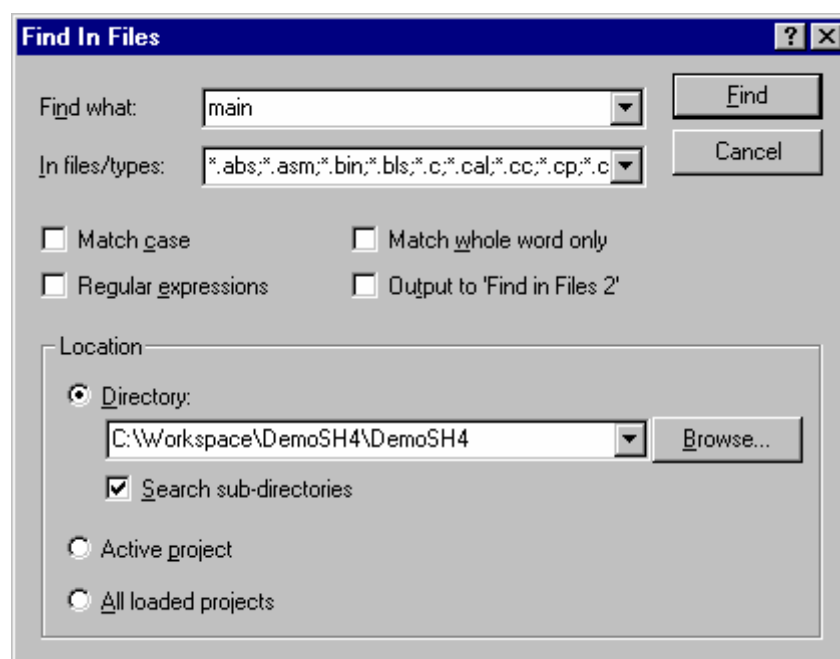 Find In Files
Find what:
main
Find
In files/types:
*.abs;*.asm;*.bin;*.bls;*.c;*.cal;*.cc;*.cp;*.c
Cancel
Match case
Match whole word only
Regular expressions
Output to 'Find in Files 2'
Location
Directory:
C:\Workspace\DemoSH4\DemoSH4
Browse...
Search sub-directories
Active project
All loaded projects